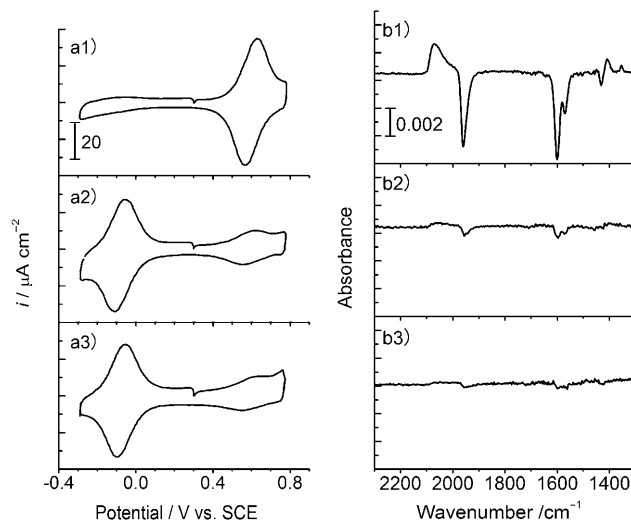 a1)
20
a2)
a3)
i / μA cm⁻²
-0.4
0.0
0.4
0.8
Potential / V vs. SCE
b1)
0.002
b2)
b3)
Absorbance
2200
2000
1800
1600
1400
Wavenumber /cm⁻¹